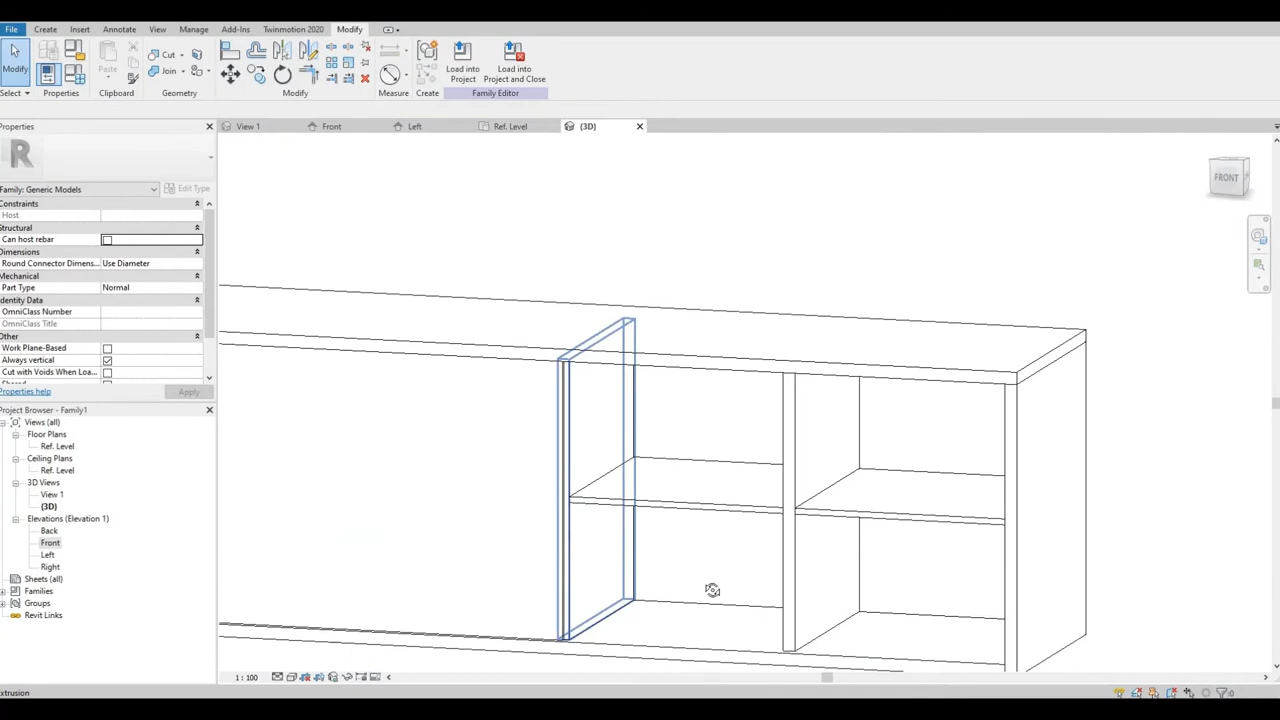 File Create Insert Annotate View Manage Add-Ins Twinmotion 2020 Modify
Modify
Paste
Cut
Join
Load into
Project
Load into
Project and Close
Select Properties Clipboard Geometry Modify Measure Create Family Editor
Properties
View 1 Front Left Ref. Level {3D}
R
FRONT
Family: Generic Models
Edit Type
Constraints
Host
Structural
Can host rebar
Dimensions
Round Connector Dimens... Use Diameter
Mechanical
Part Type Normal
Identity Data
OmniClass Number
OmniClass Title
Other
Work Plane-Based
Always vertical
Cut with Voids When Loa...
Properties help
Apply
Project Browser - Family1
Views (all)
Floor Plans
Ref. Level
Ceiling Plans
Ref. Level
3D Views
View 1
{3D}
Elevations (Elevation 1)
Back
Front
Left
Right
Sheets (all)
Families
Groups
Revit Links
1 : 100
xtrusion
:0